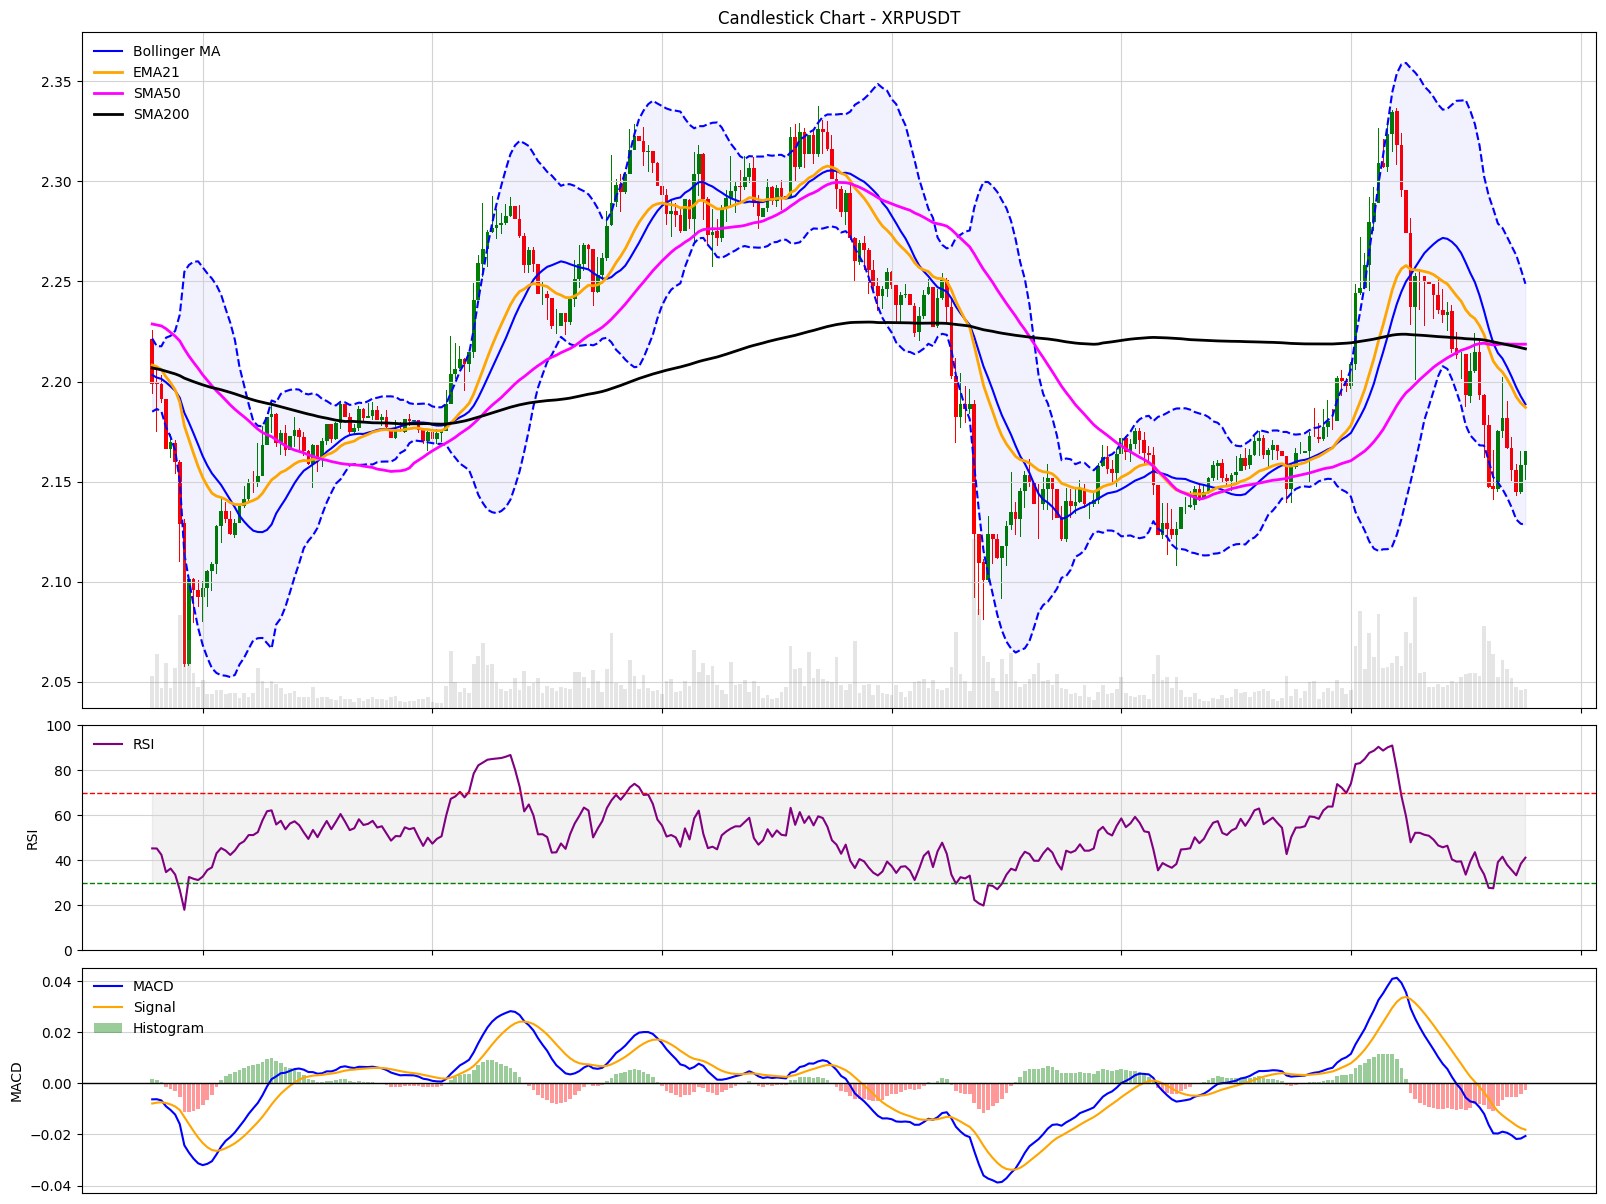 Candlestick Chart - XRPUSDT
Bollinger MA
EMA21
SMA50
SMA200
2.35
2.30
2.25
2.20
2.15
2.10
2.05
RSI
100
80
60
40
20
0
RSI
MACD
Signal
Histogram
0.04
0.02
0.00
−0.02
−0.04
MACD